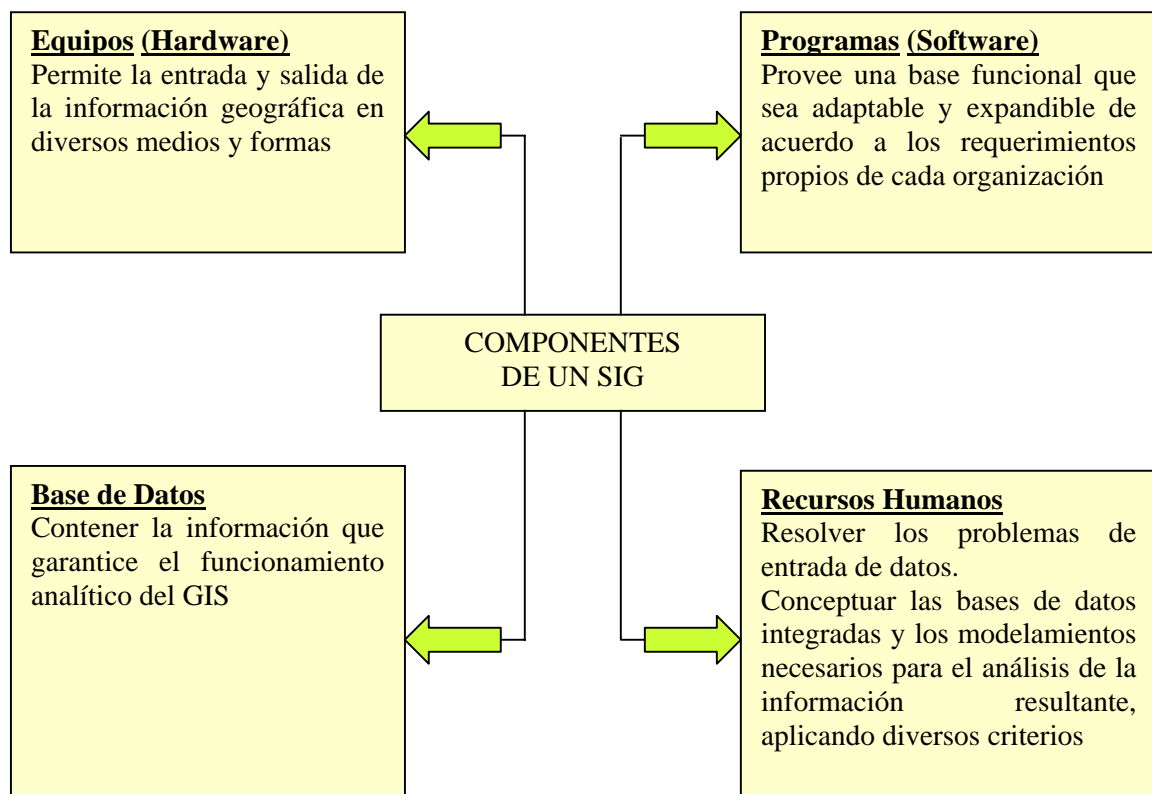 Equipos (Hardware)
Permite la entrada y salida de
la información geográfica en
diversos medios y formas
Programas (Software)
Provee una base funcional que
sea adaptable y expandible de
acuerdo a los requerimientos
propios de cada organización
COMPONENTES
DE UN SIG
Base de Datos
Contener la información que
garantice el funcionamiento
analítico del GIS
Recursos Humanos
Resolver los problemas de
entrada de datos.
Conceptuar las bases de datos
integradas y los modelamientos
necesarios para el análisis de la
información resultante,
aplicando diversos criterios